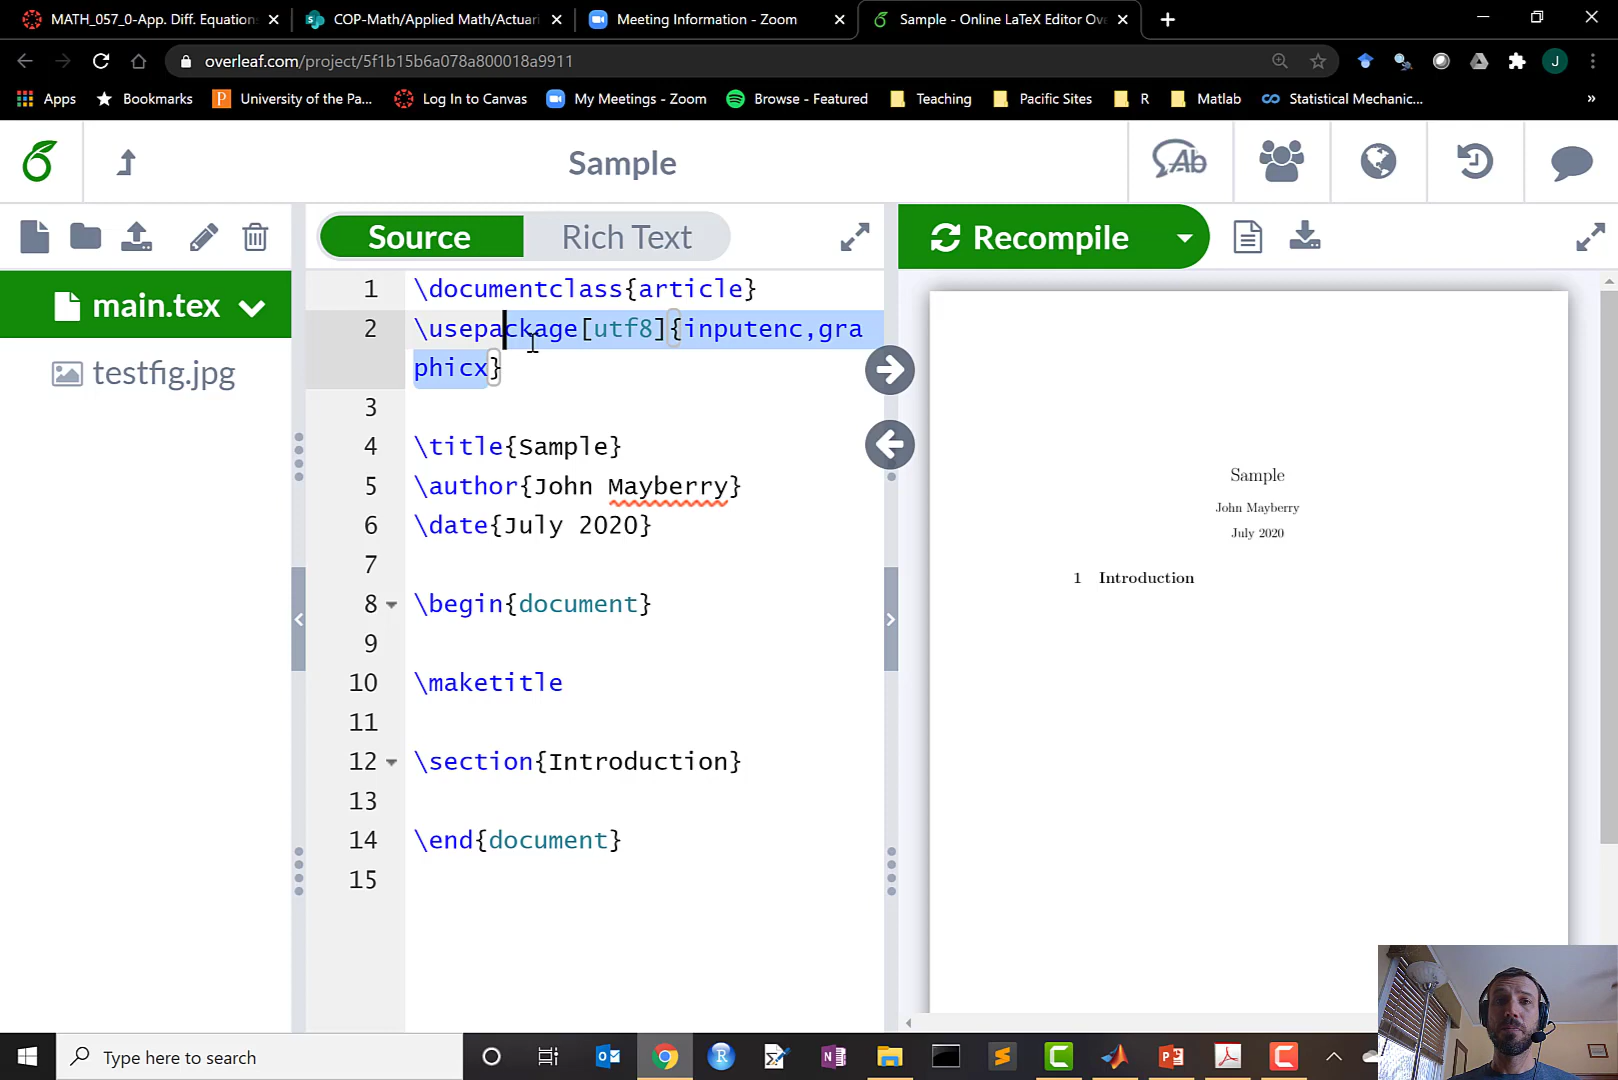 MATH_057_0-App. Diff. Equations
COP-Math/Applied Math/Actuari
Meeting Information - Zoom
Sample - Online LaTeX Editor Ove
overleaf.com/project/5f1b15b6a078a800018a9911
J
Apps
Bookmarks
University of the Pa...
Log In to Canvas
My Meetings - Zoom
Browse - Featured
Teaching
Pacific Sites
R
Matlab
Statistical Mechanic...
»
Sample
Source
Rich Text
Recompile
main.tex
testfig.jpg
1 \documentclass{article}
2 \usepackage[utf8]{inputenc,gra
phicx}
3
4 \title{Sample}
5 \author{John Mayberry}
6 \date{July 2020}
7
8 \begin{document}
9
10 \maketitle
11
12 \section{Introduction}
13
14 \end{document}
15
Sample
John Mayberry
July 2020
1 Introduction
Type here to search